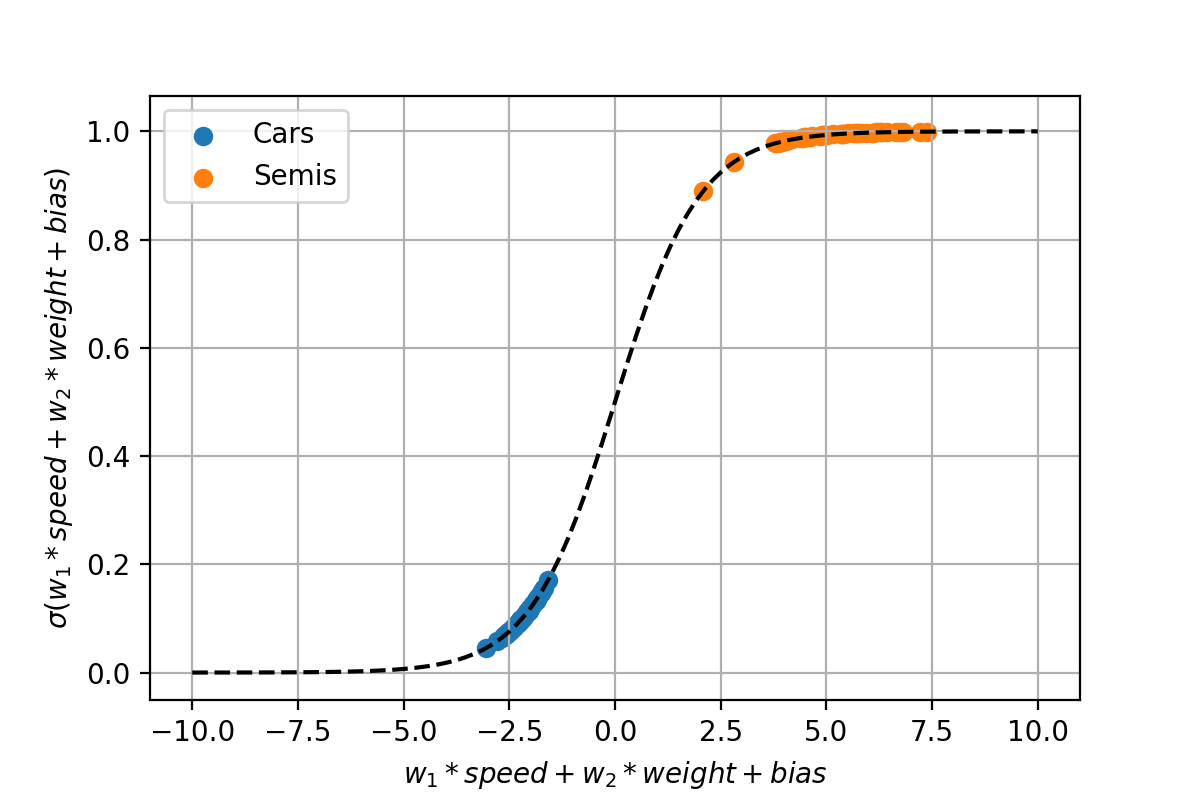 Cars
Semis
1.0
0.8
0.6
0.4
0.2
0.0
σ(w₁ * speed + w₂ * weight + bias)
−10.0 −7.5 −5.0 −2.5 0.0 2.5 5.0 7.5 10.0
w₁ * speed + w₂ * weight + bias